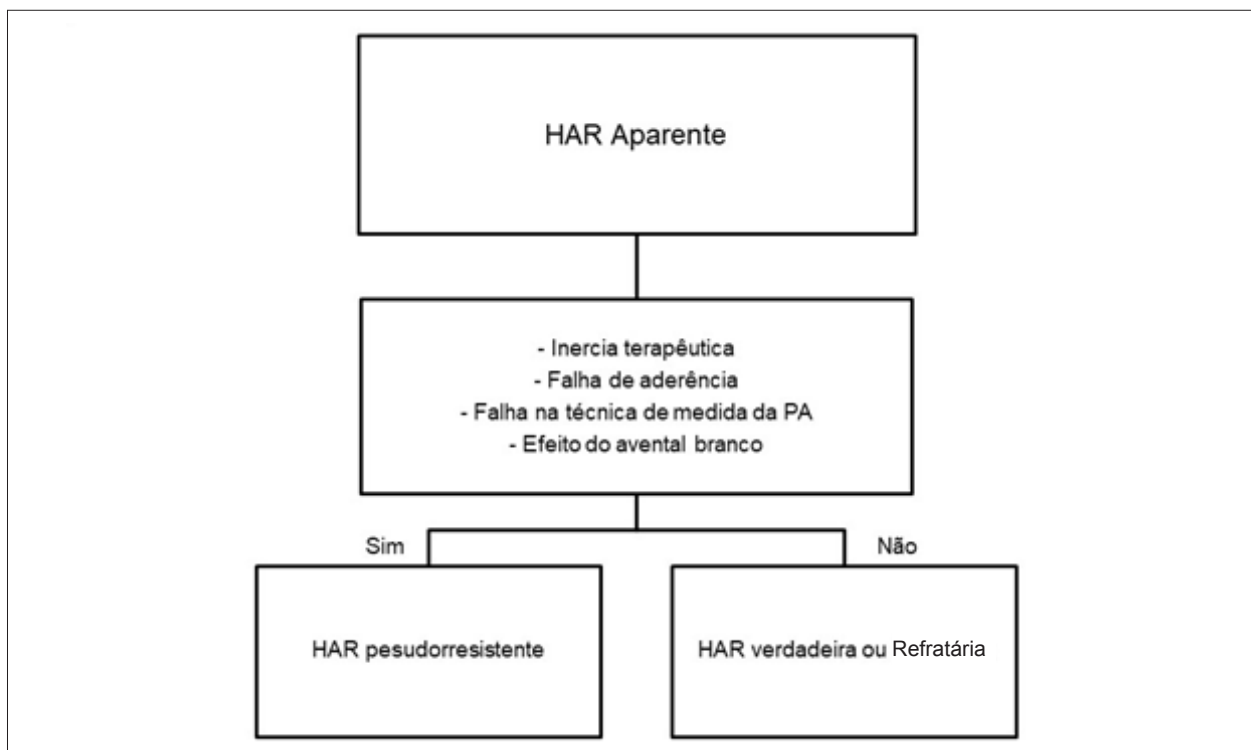 HAR Aparente
- Inercia terapêutica
- Falha de aderência
- Falha na técnica de medida da PA
- Efeito do avental branco
Sim
Não
HAR pesudorresistente
HAR verdadeira ou Refratária